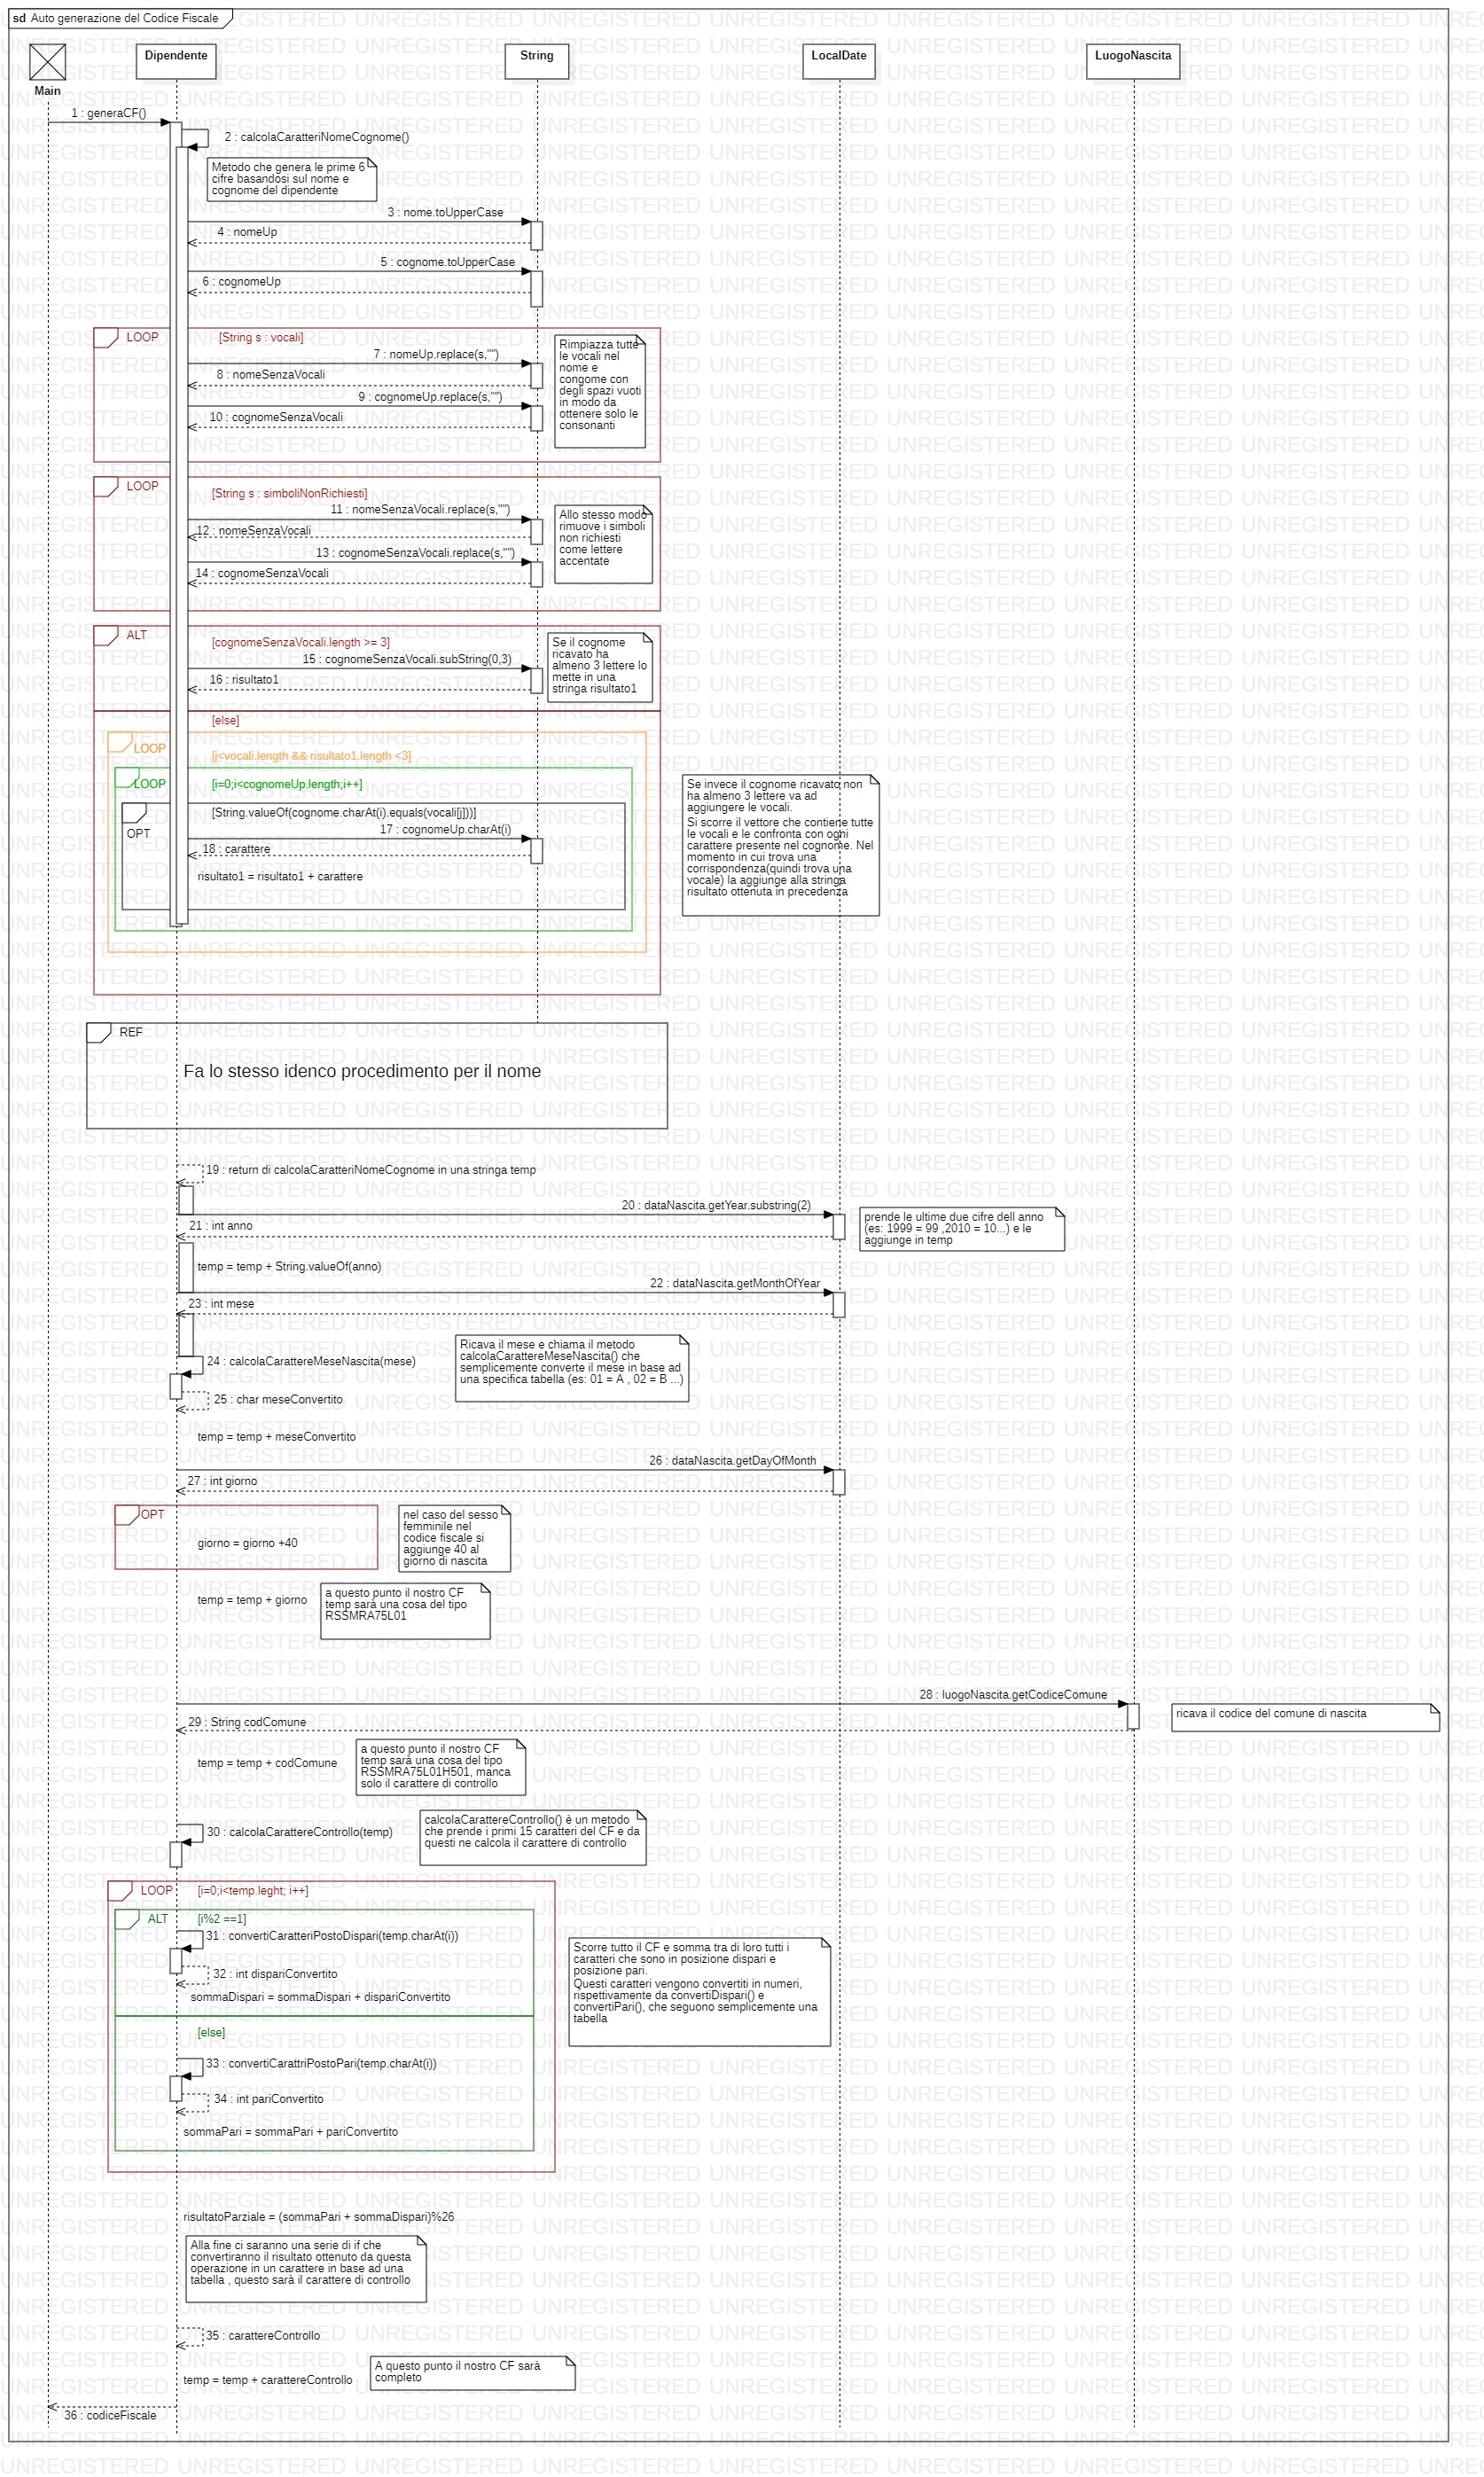 sd Auto generazione del Codice Fiscale
Main
Dipendente
String
LocalDate
LuogoNascita
1 : generaCF()
2 : calcolaCaratteriNomeCognome()
Metodo che genera le prime 6
cifre basandosi sul nome e
cognome del dipendente
3 : nome.toUpperCase
4 : nomeUp
5 : cognome.toUpperCase
6 : cognomeUp
LOOP
[String s : vocali]
7 : nomeUp.replace(s,"")
8 : nomeSenzaVocali
9 : cognomeUp.replace(s,"")
10 : cognomeSenzaVocali
Rimpiazza tutte
le vocali nel
nome e
congome con
degli spazi vuoti
in modo da
ottenere solo le
consonanti
LOOP
[String s : simboliNonRichiesti]
11 : nomeSenzaVocali.replace(s,"")
12 : nomeSenzaVocali
13 : cognomeSenzaVocali.replace(s,"")
14 : cognomeSenzaVocali
Allo stesso modo
rimuove i simboli
non richiesti
come lettere
accentate
ALT
[cognomeSenzaVocali.length >= 3]
15 : cognomeSenzaVocali.subString(0,3)
16 : risultato1
Se il cognome
ricavato ha
almeno 3 lettere lo
mette in una
stringa risultato1
[else]
LOOP
[j<vocali.length && risultato1.length <3]
LOOP
[i=0;i<cognomeUp.length;i++]
OPT
[String.valueOf(cognome.charAt(i).equals(vocali[j]))]
17 : cognomeUp.charAt(i)
18 : carattere
risultato1 = risultato1 + carattere
Se invece il cognome ricavato non
ha almeno 3 lettere va ad
aggiungere le vocali.
Si scorre il vettore che contiene tutte
le vocali e le confronta con ogni
carattere presente nel cognome. Nel
momento in cui trova una
corrispondenza(quindi trova una
vocale) la aggiunge alla stringa
risultato ottenuta in precedenza
REF
Fa lo stesso idenco procedimento per il nome
19 : return di calcolaCaratteriNomeCognome in una stringa temp
20 : dataNascita.getYear.substring(2)
21 : int anno
prende le ultime due cifre dell anno
(es: 1999 = 99 ,2010 = 10...) e le
aggiunge in temp
temp = temp + String.valueOf(anno)
22 : dataNascita.getMonthOfYear
23 : int mese
24 : calcolaCarattereMeseNascita(mese)
Ricava il mese e chiama il metodo
calcolaCarattereMeseNascita() che
semplicemente converte il mese in base ad
una specifica tabella (es: 01 = A , 02 = B ...)
25 : char meseConvertito
temp = temp + meseConvertito
26 : dataNascita.getDayOfMonth
27 : int giorno
OPT
giorno = giorno +40
nel caso del sesso
femminile nel
codice fiscale si
aggiunge 40 al
giorno di nascita
temp = temp + giorno
a questo punto il nostro CF
temp sarà una cosa del tipo
RSSMRA75L01
28 : luogoNascita.getCodiceComune
29 : String codComune
ricava il codice del comune di nascita
temp = temp + codComune
a questo punto il nostro CF
temp sarà una cosa del tipo
RSSMRA75L01H501, manca
solo il carattere di controllo
30 : calcolaCarattereControllo(temp)
calcolaCarattereControllo() è un metodo
che prende i primi 15 caratteri del CF e da
questi ne calcola il carattere di controllo
LOOP
[i=0;i<temp.leght; i++]
ALT
[i%2 ==1]
31 : convertiCaratteriPostoDispari(temp.charAt(i))
32 : int dispariConvertito
sommaDispari = sommaDispari + dispariConvertito
Scorre tutto il CF e somma tra di loro tutti i
caratteri che sono in posizione dispari e
posizione pari.
Questi caratteri vengono convertiti in numeri,
rispettivamente da convertiDispari() e
convertiPari(), che seguono semplicemente una
tabella
[else]
33 : convertiCarattriPostoPari(temp.charAt(i))
34 : int pariConvertito
sommaPari = sommaPari + pariConvertito
risultatoParziale = (sommaPari + sommaDispari)%26
Alla fine ci saranno una serie di if che
convertiranno il risultato ottenuto da questa
operazione in un carattere in base ad una
tabella , questo sarà il carattere di controllo
35 : carattereControllo
temp = temp + carattereControllo
A questo punto il nostro CF sarà
completo
36 : codiceFiscale